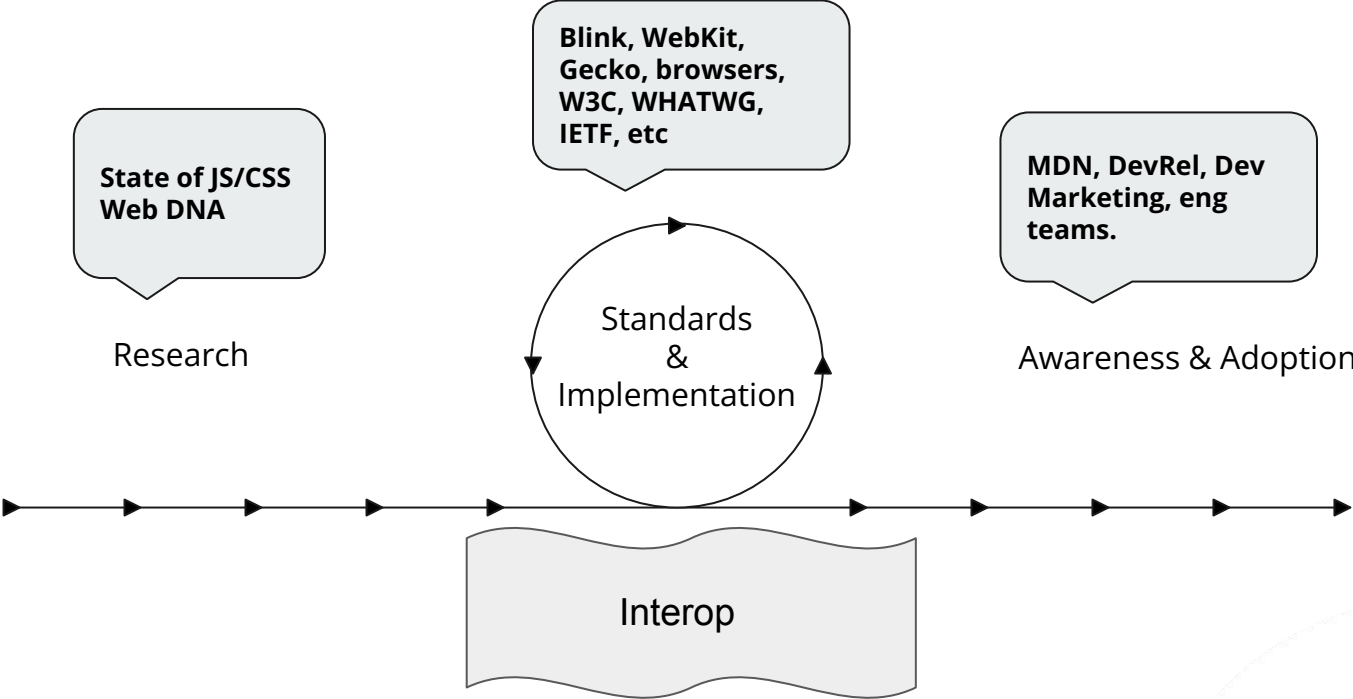 Blink, WebKit,
Gecko, browsers,
W3C, WHATWG,
IETF, etc
State of JS/CSS
Web DNA
MDN, DevRel, Dev
Marketing, eng
teams.
Standards
&
Implementation
Research
Awareness & Adoption
Interop